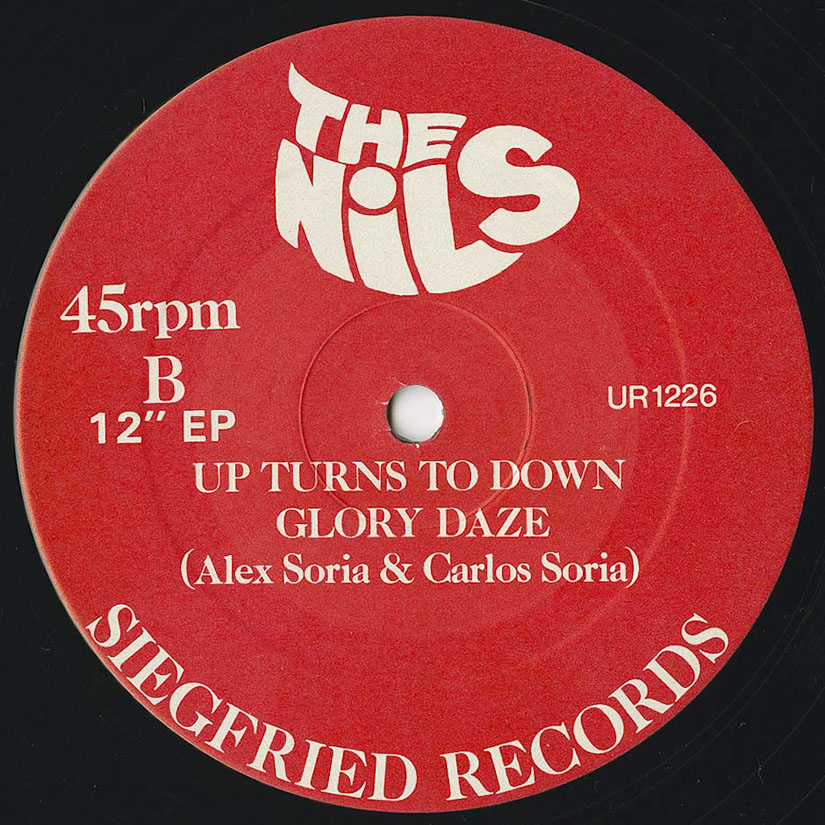 THE
NiLS
45rpm
B
12" EP
UR1226
UP TURNS TO DOWN
GLORY DAZE
(Alex Soria & Carlos Soria)
SIEGFRIED RECORDS